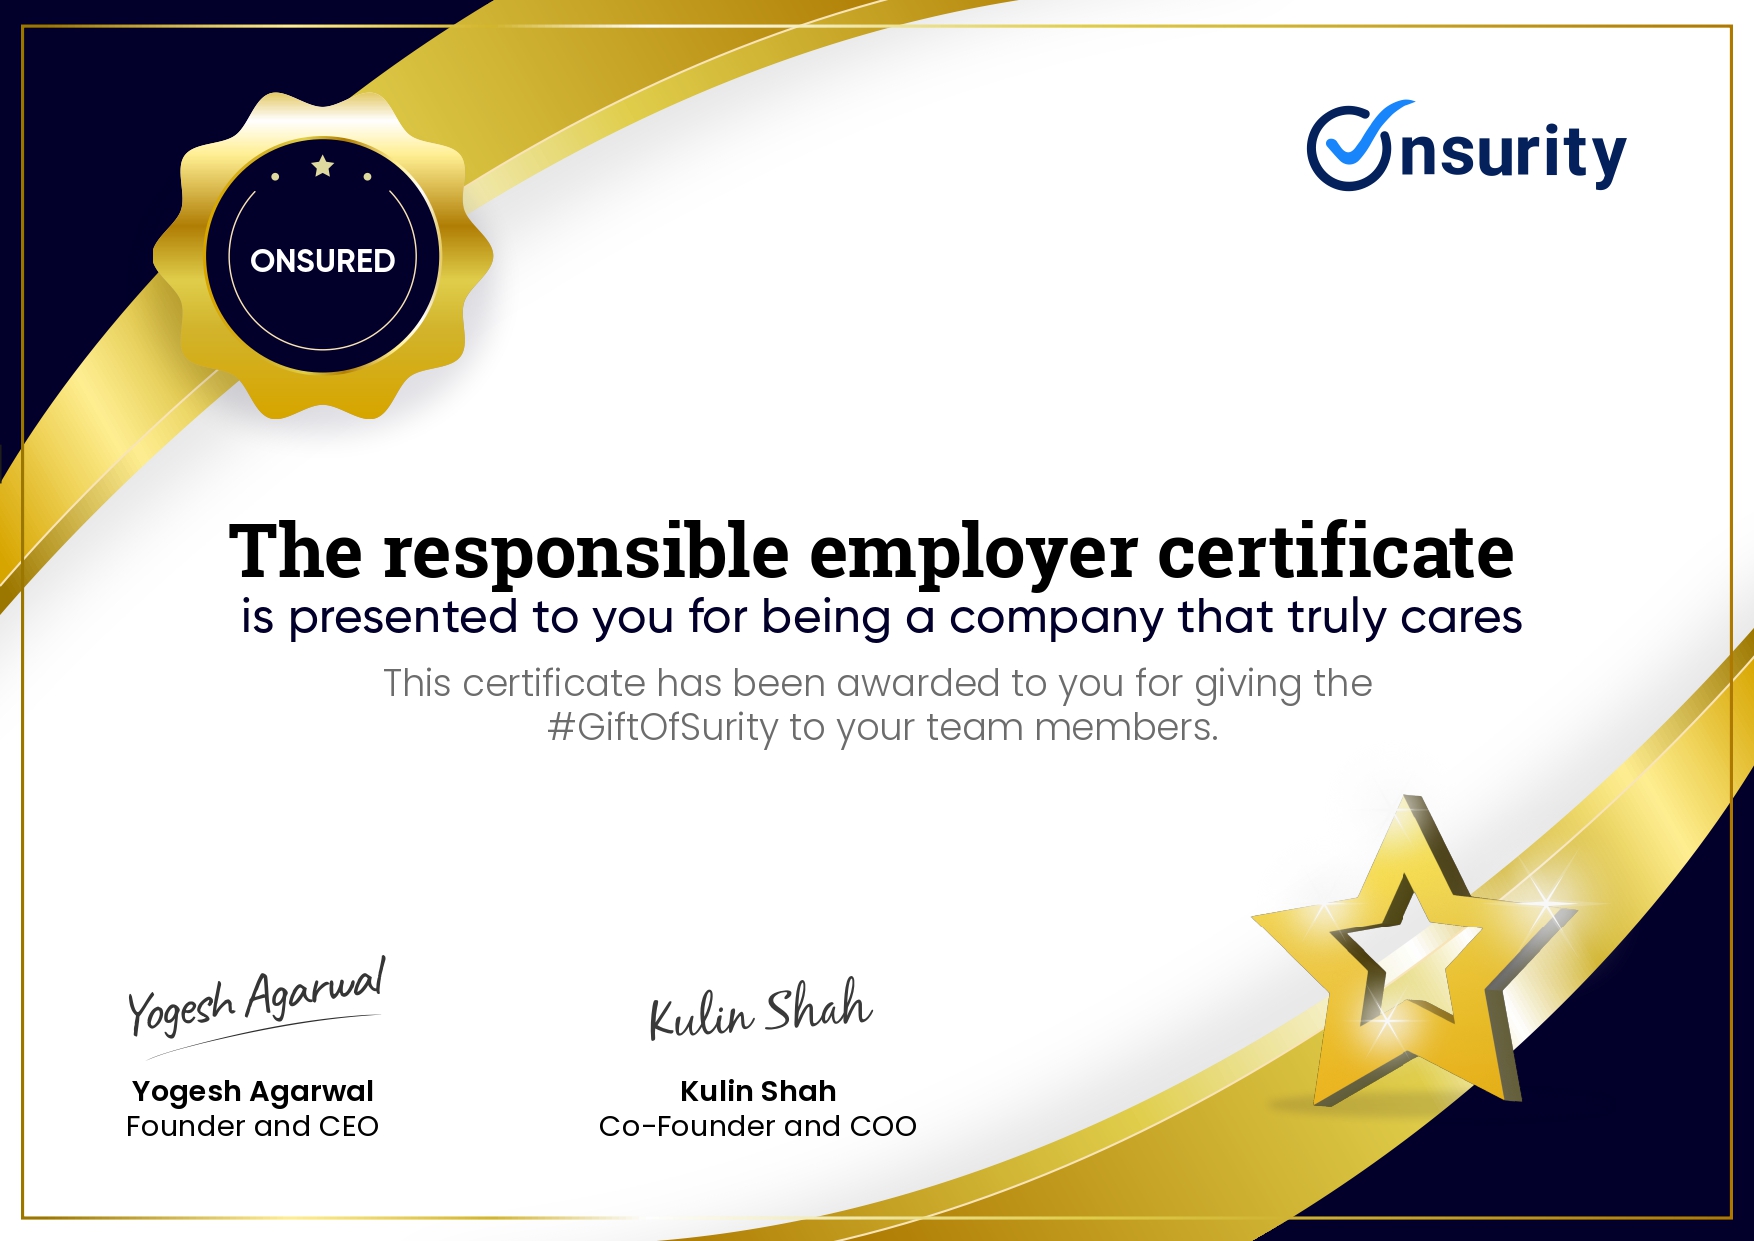 Onsurity
ONSURED
The responsible employer certificate
is presented to you for being a company that truly cares
This certificate has been awarded to you for giving the
#GiftOfSurity to your team members.
Yogesh Agarwal
Kulin Shah
Yogesh Agarwal
Founder and CEO
Kulin Shah
Co-Founder and COO